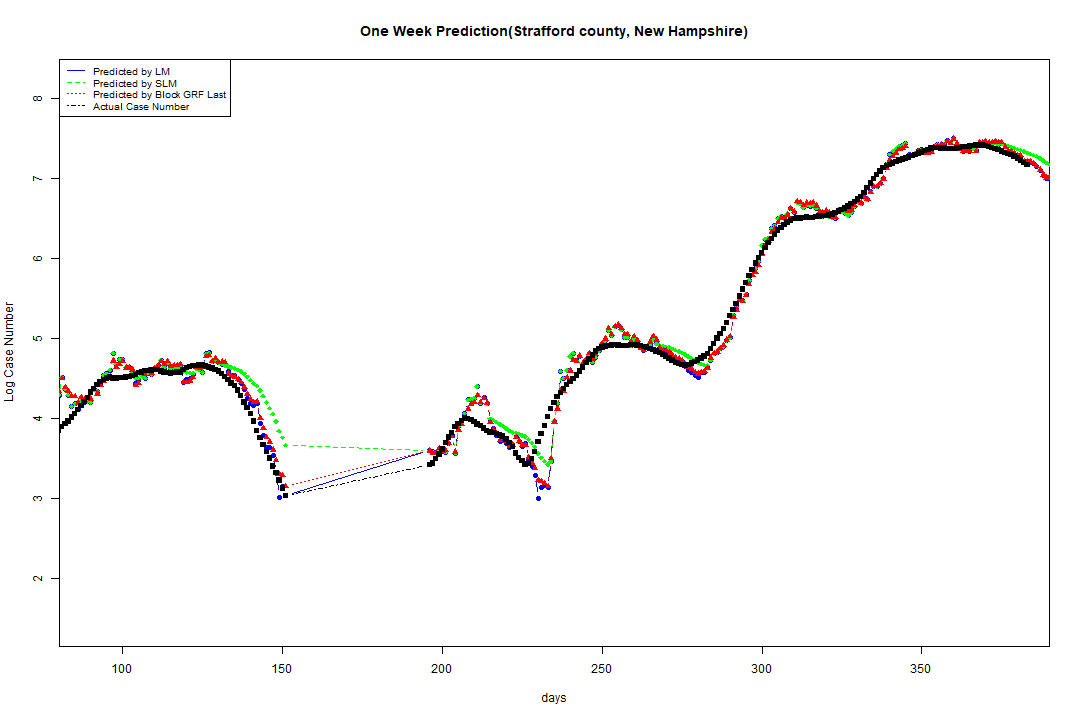 One Week Prediction(Strafford county, New Hampshire)
Predicted by LM
Predicted by SLM
Predicted by Block GRF Last
Actual Case Number
8
7
6
5
4
3
2
Log Case Number
100 150 200 250 300 350
days